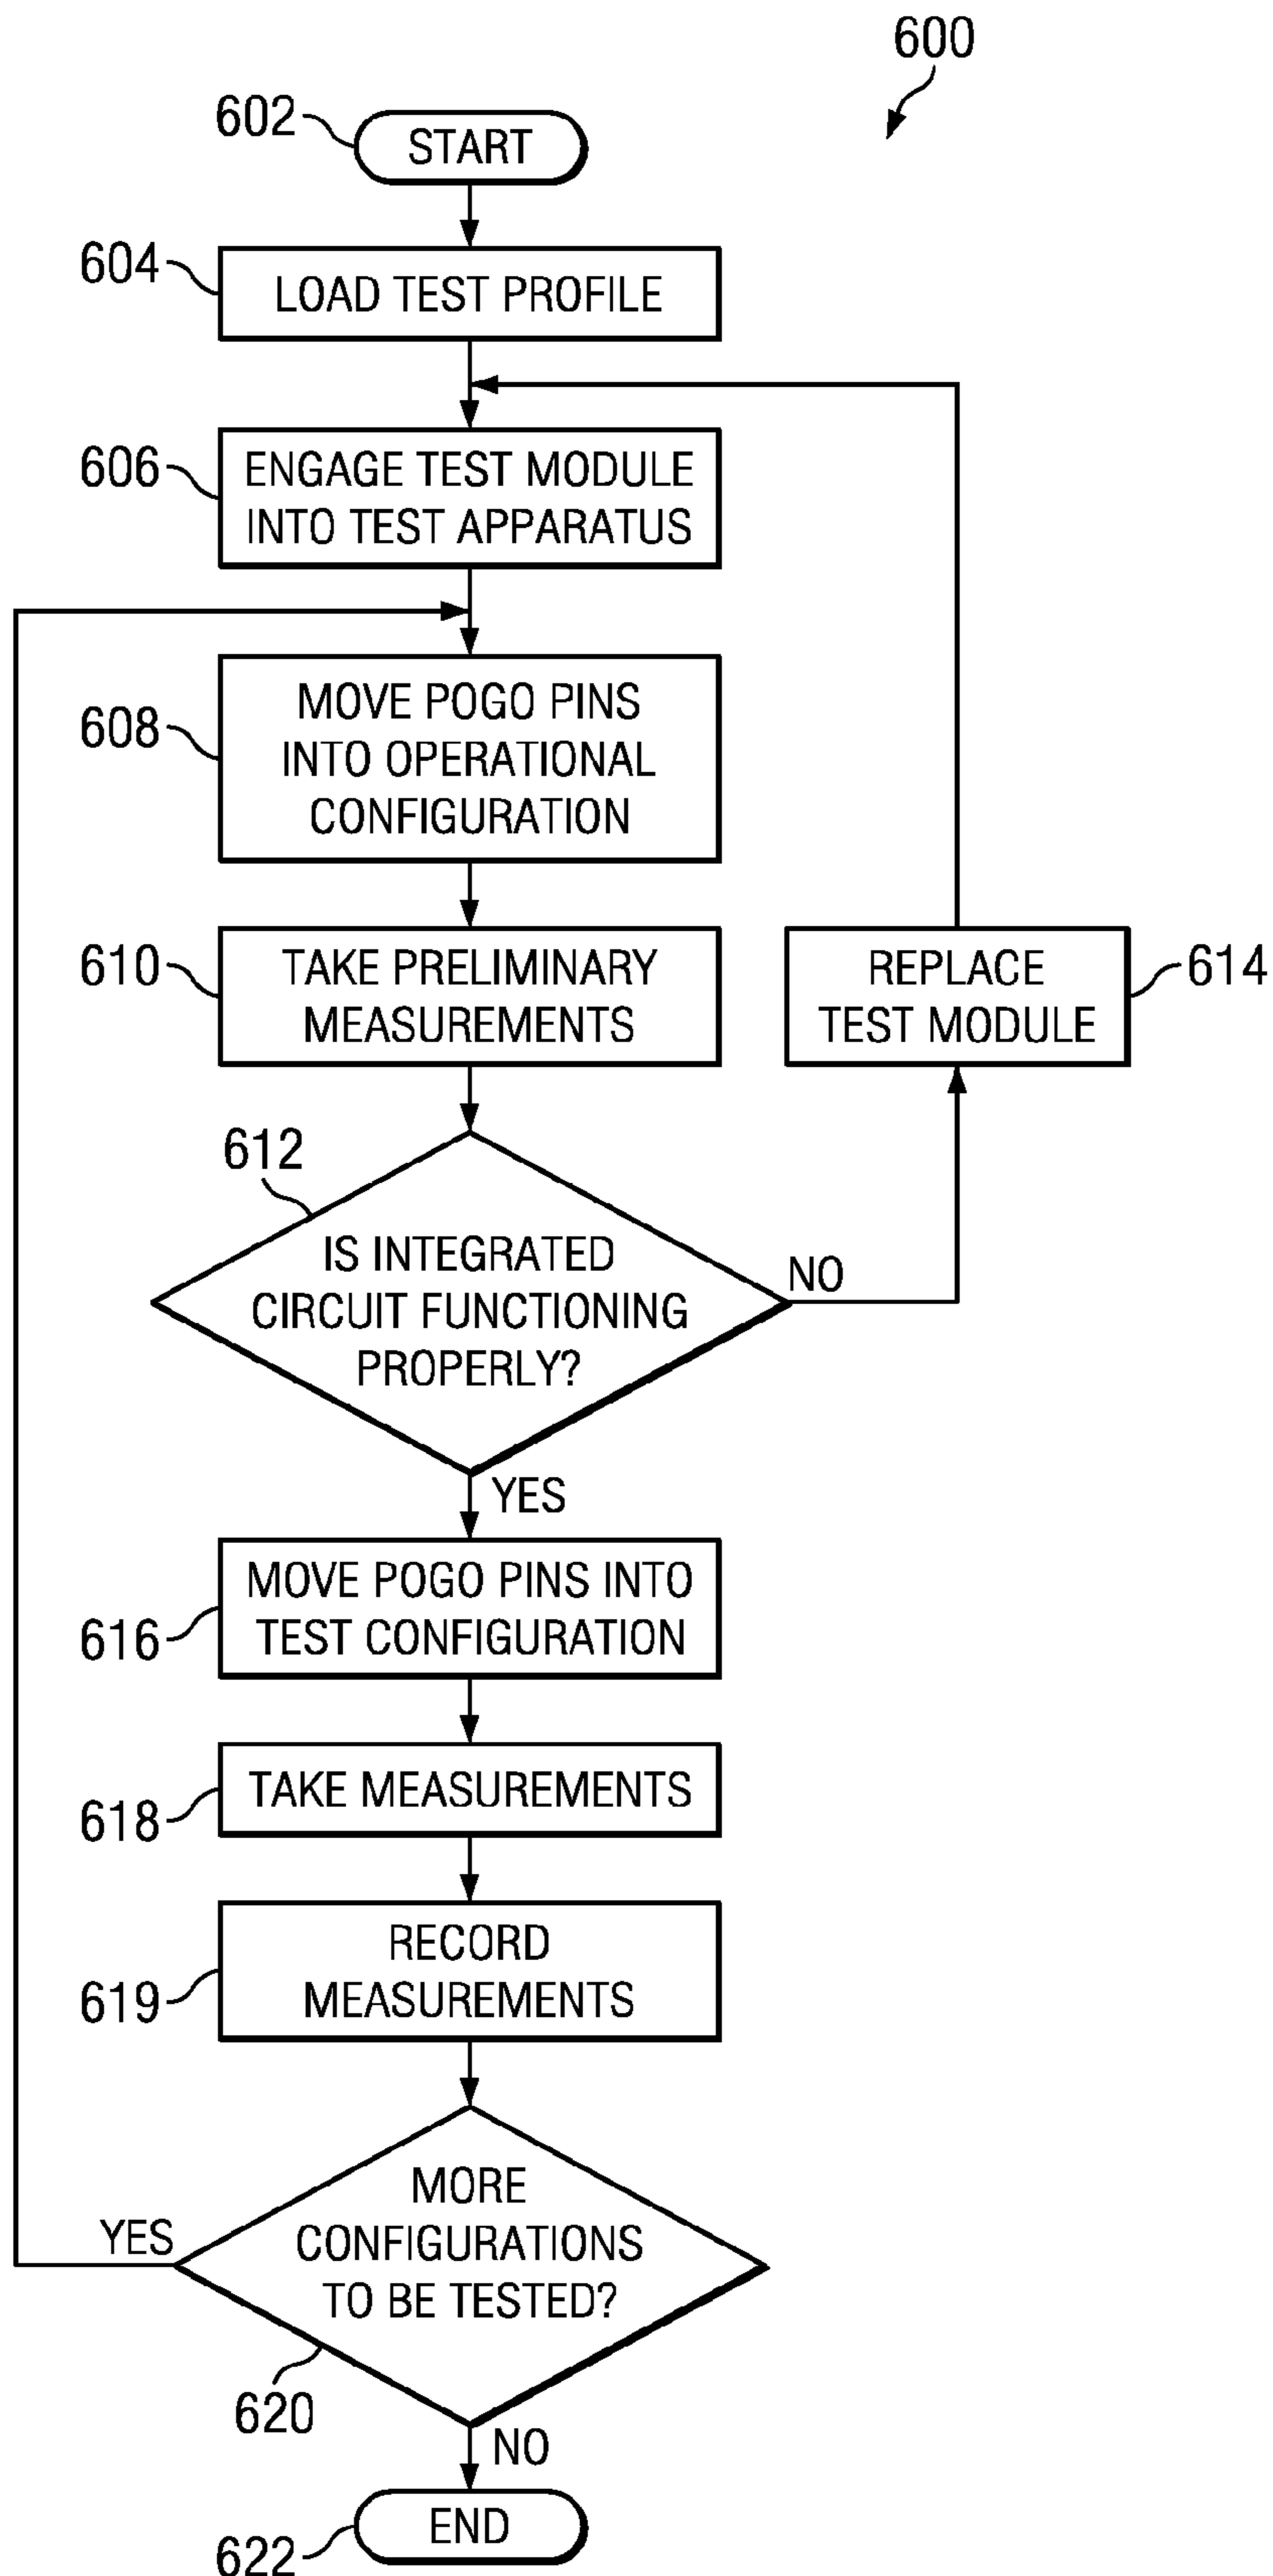 600
602
START
604
LOAD TEST PROFILE
606
ENGAGE TEST MODULE
INTO TEST APPARATUS
608
MOVE POGO PINS
INTO OPERATIONAL
CONFIGURATION
610
TAKE PRELIMINARY
MEASUREMENTS
REPLACE
TEST MODULE
614
612
IS INTEGRATED
CIRCUIT FUNCTIONING
PROPERLY?
NO
YES
616
MOVE POGO PINS INTO
TEST CONFIGURATION
618
TAKE MEASUREMENTS
619
RECORD
MEASUREMENTS
MORE
CONFIGURATIONS
TO BE TESTED?
YES
620
NO
END
622